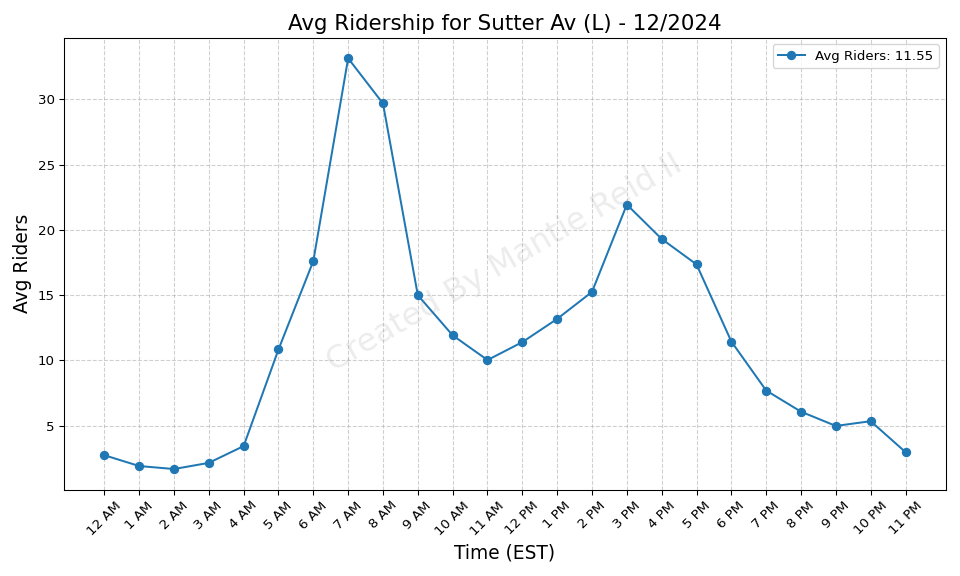 Avg Ridership for Sutter Av (L) - 12/2024
Avg Riders: 11.55
Avg Riders
30
25
20
15
10
5
Created By Mantie Reid II
12 AM
1 AM
2 AM
3 AM
4 AM
5 AM
6 AM
7 AM
8 AM
9 AM
10 AM
11 AM
12 PM
1 PM
2 PM
3 PM
4 PM
5 PM
6 PM
7 PM
8 PM
9 PM
10 PM
11 PM
Time (EST)